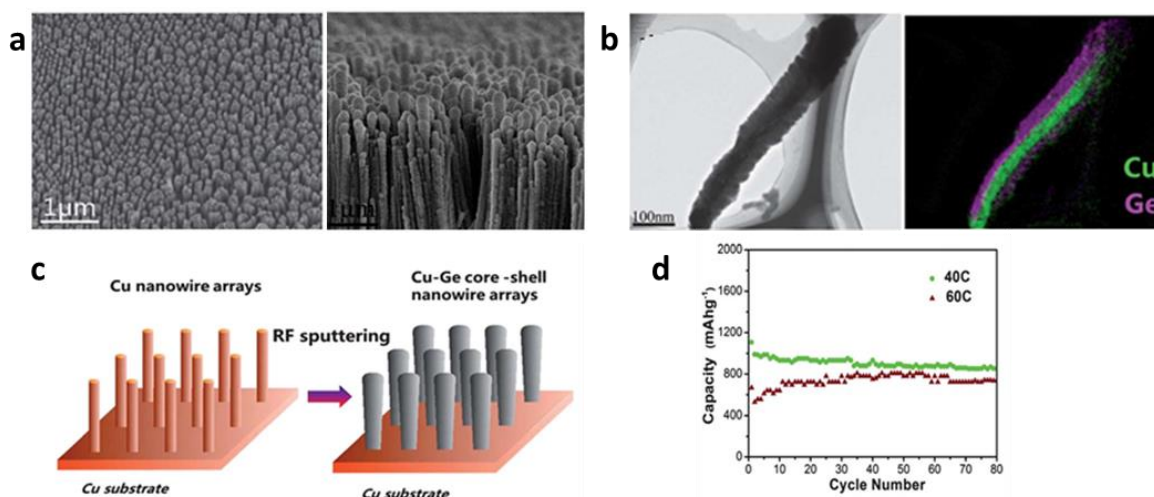 a
1μm
1μm
b
100nm
Cu
Ge
c
Cu nanowire arrays
Cu-Ge core -shell
nanowire arrays
RF sputtering
Cu substrate
Cu substrate
d
Capacity (mAhg⁻¹)
2000
1600
1200
800
400
0
40C
60C
0 10 20 30 40 50 60 70 80
Cycle Number